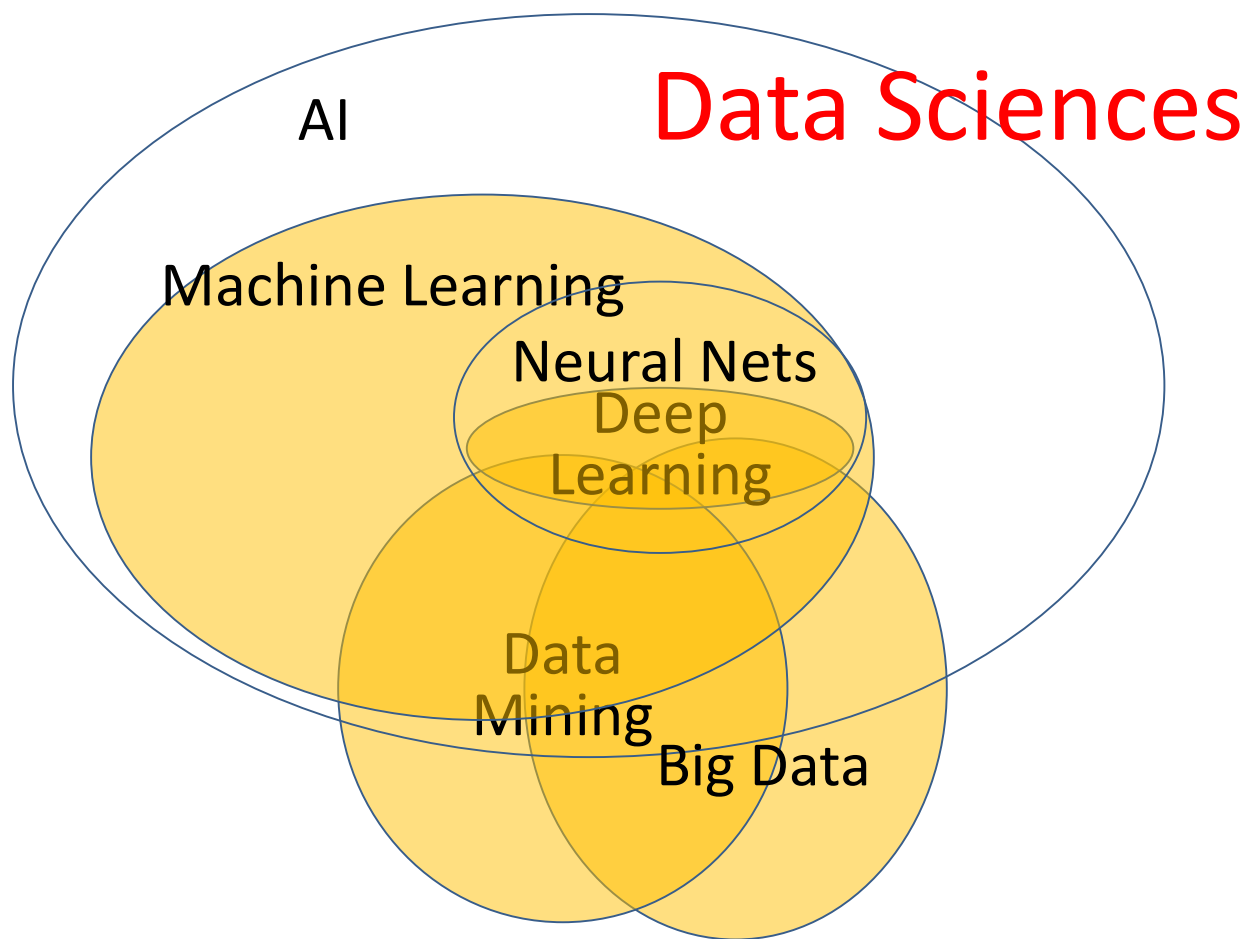 Data Sciences
AI
Machine Learning
Neural Nets
Deep
Learning
Data
Mining
Big Data